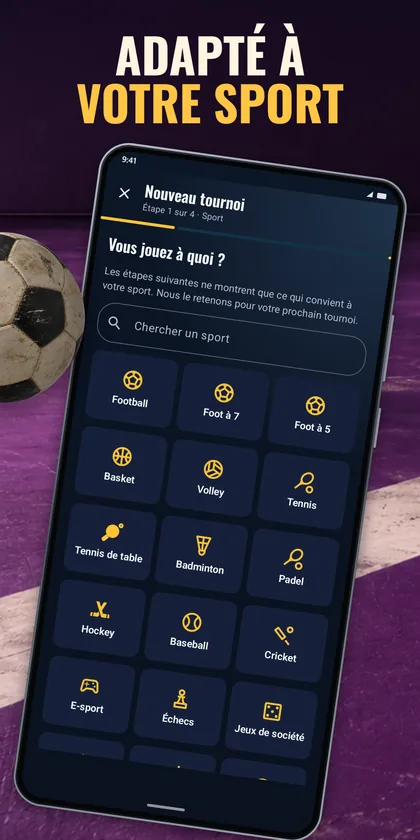 ADAPTÉ À
VOTRE SPORT
9:41
Nouveau tournoi
Étape 1 sur 4 · Sport
Vous jouez à quoi ?
Les étapes suivantes ne montrent que ce qui convient à
votre sport. Nous le retenons pour votre prochain tournoi.
Chercher un sport
Football
Foot à 7
Foot à 5
Basket
Volley
Tennis
Tennis de table
Badminton
Padel
Hockey
Baseball
Cricket
E-sport
Échecs
Jeux de société